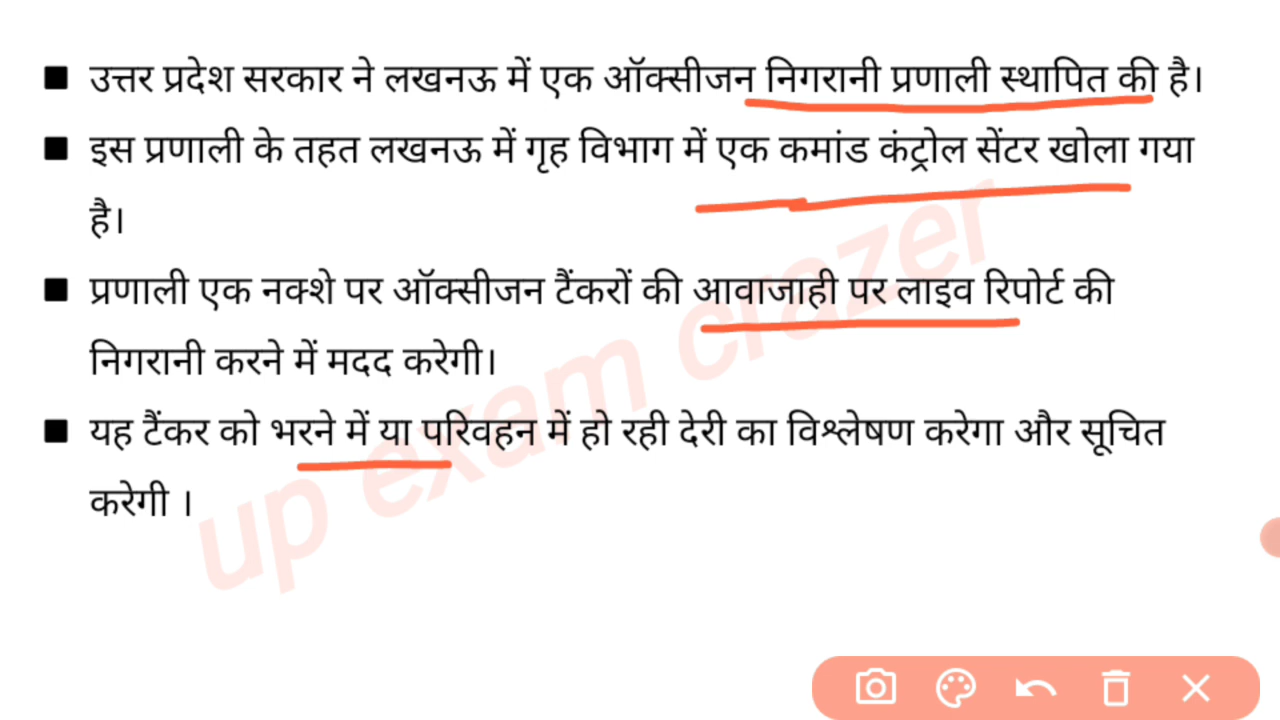 ■ उत्तर प्रदेश सरकार ने लखनऊ में एक ऑक्सीजन निगरानी प्रणाली स्थापित की है।
■ इस प्रणाली के तहत लखनऊ में गृह विभाग में एक कमांड कंट्रोल सेंटर खोला गया
है।
■ प्रणाली एक नक्शे पर ऑक्सीजन टैंकरों की आवाजाही पर लाइव रिपोर्ट की
निगरानी करने में मदद करेगी।
■ यह टैंकर को भरने में या परिवहन में हो रही देरी का विश्लेषण करेगा और सूचित
करेगी ।
up exam crazer